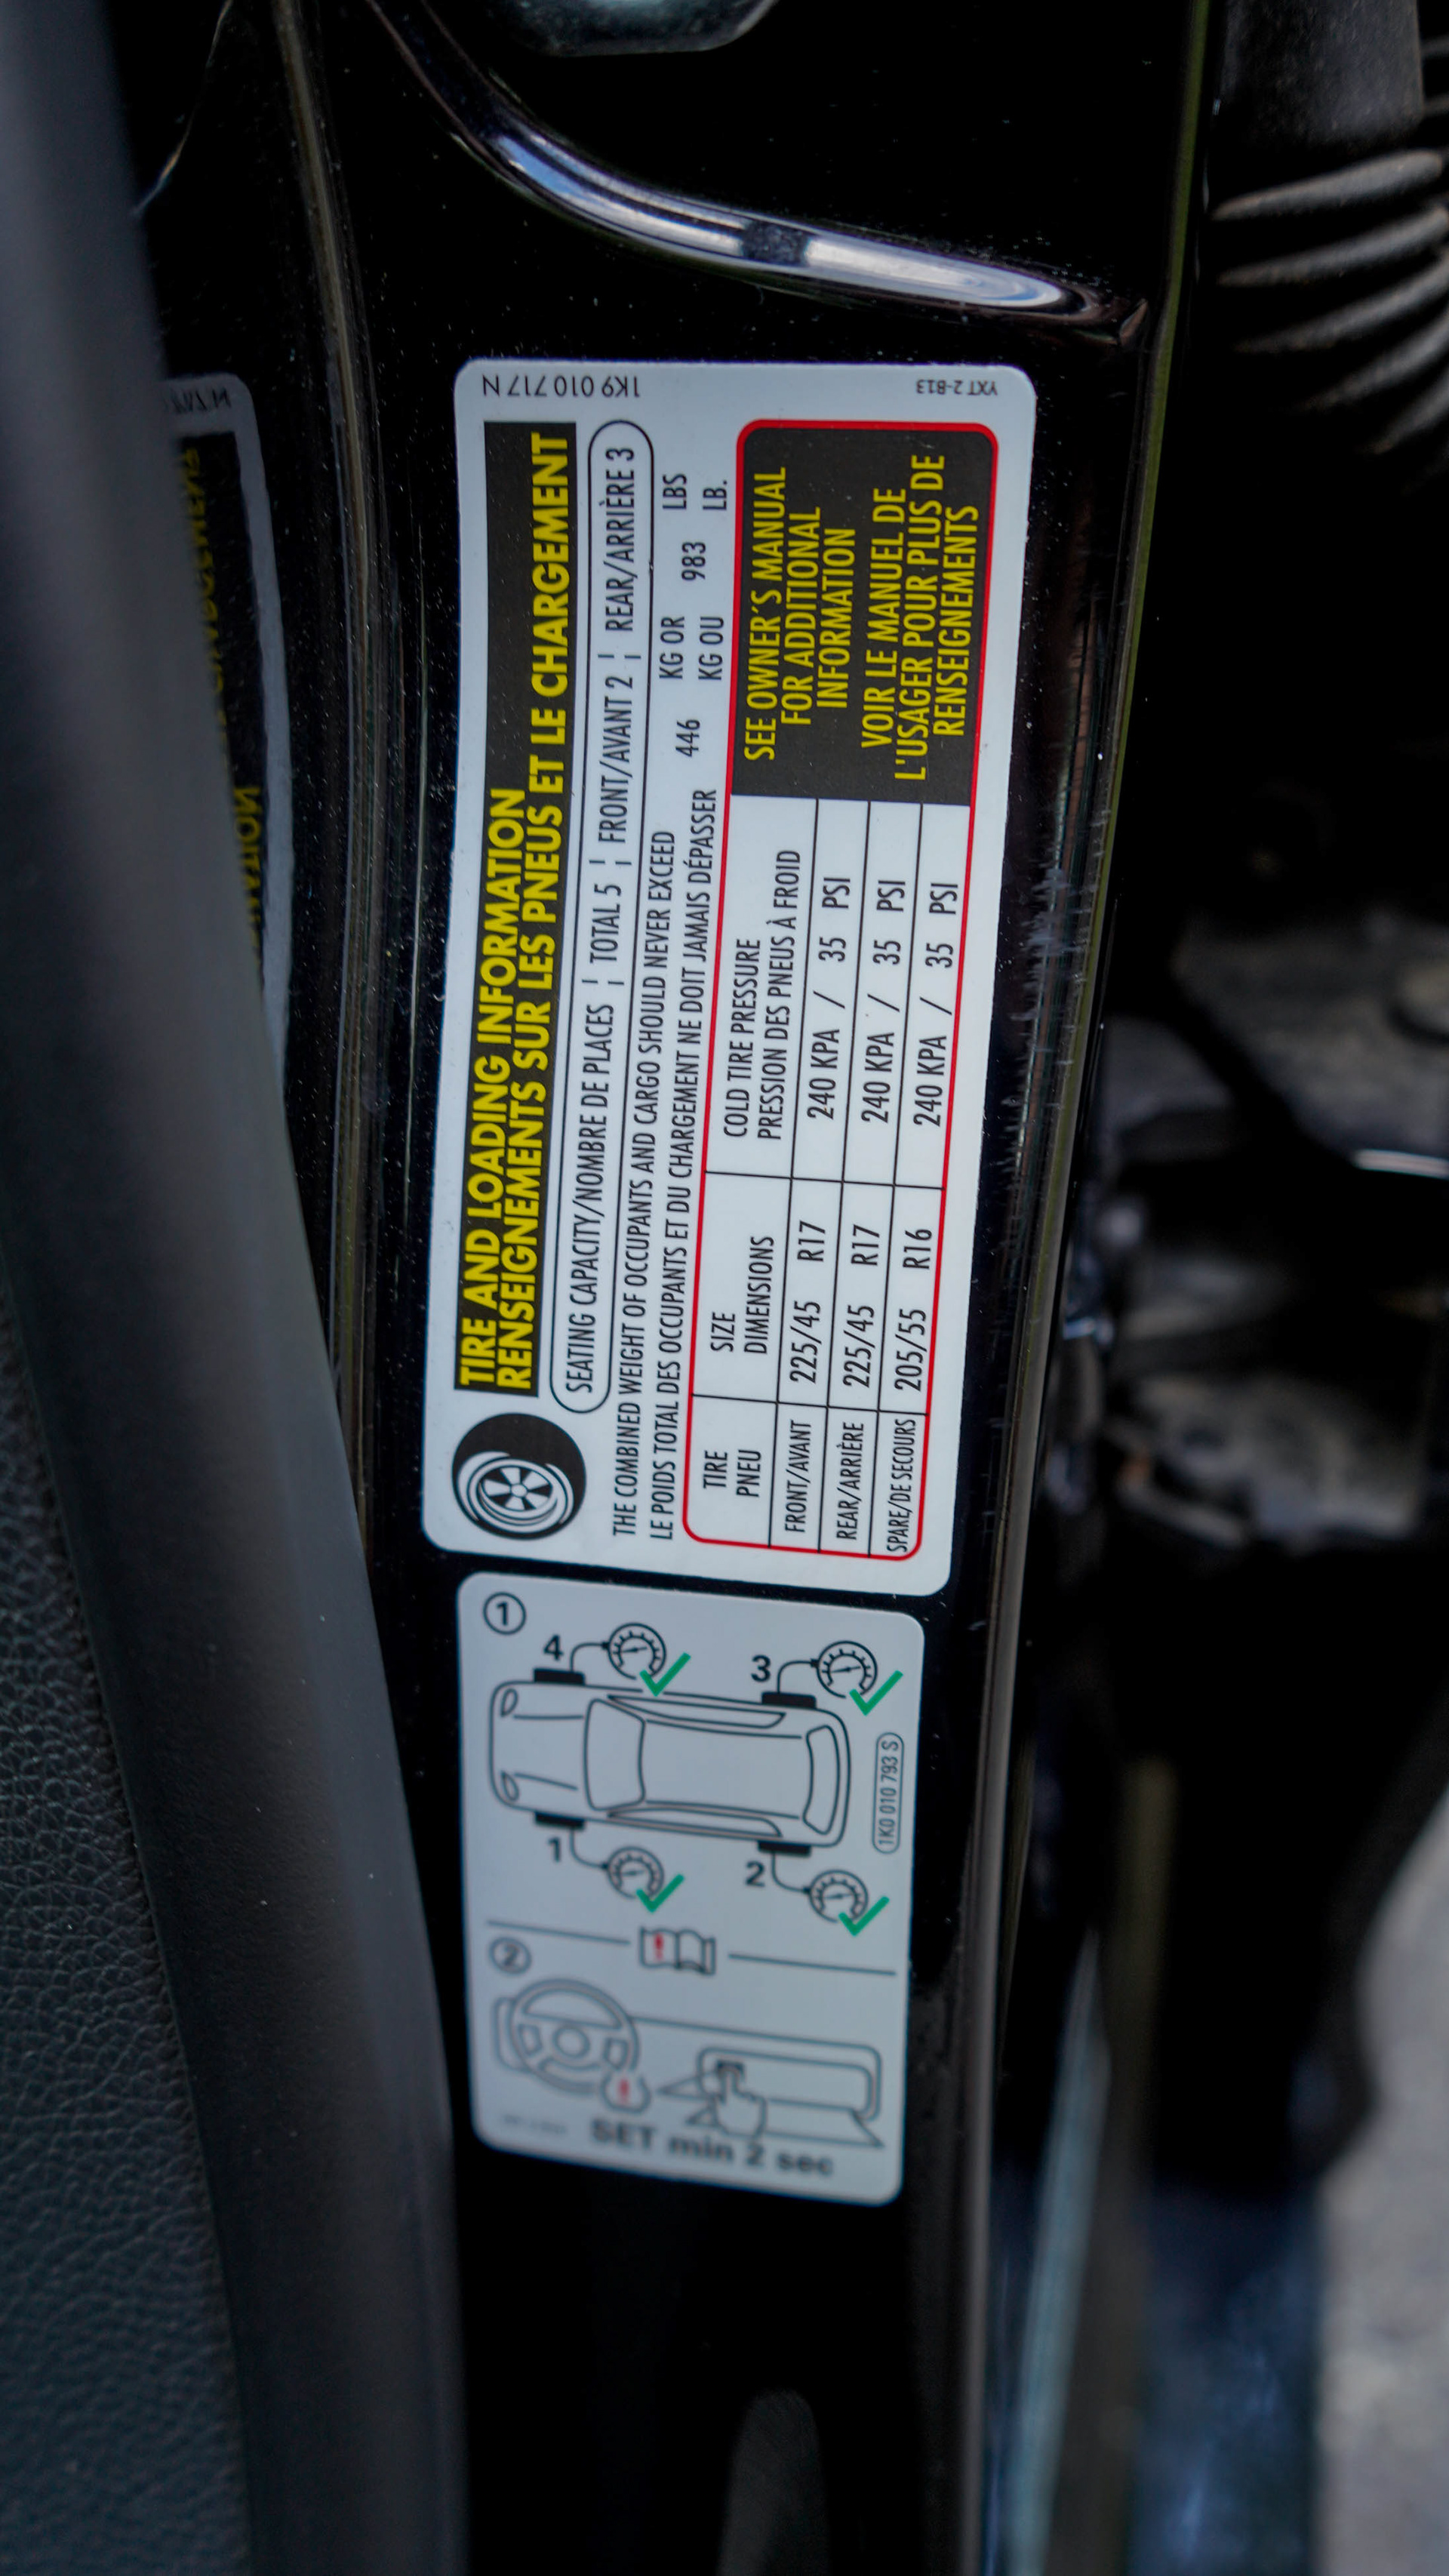 1K9 010 717 N
YXT 2-B13
TIRE AND LOADING INFORMATION
RENSEIGNEMENTS SUR LES PNEUS ET LE CHARGEMENT
SEATING CAPACITY/NOMBRE DE PLACES ¦ TOTAL 5 ¦ FRONT/AVANT 2 ¦ REAR/ARRIÈRE 3
THE COMBINED WEIGHT OF OCCUPANTS AND CARGO SHOULD NEVER EXCEED 446 KG OR 983 LBS
LE POIDS TOTAL DES OCCUPANTS ET DU CHARGEMENT NE DOIT JAMAIS DÉPASSER KG OU LB.
TIRE SIZE COLD TIRE PRESSURE
PNEU DIMENSIONS PRESSION DES PNEUS À FROID
FRONT/AVANT 225/45 R17 240 KPA / 35 PSI
REAR/ARRIÈRE 225/45 R17 240 KPA / 35 PSI
SPARE/DE SECOURS 205/55 R16 240 KPA / 35 PSI
SEE OWNER'S MANUAL
FOR ADDITIONAL
INFORMATION
VOIR LE MANUEL DE
L'USAGER POUR PLUS DE
RENSEIGNEMENTS
1
4
3
1
2
1K0 010 793 S
2
SET min 2 sec